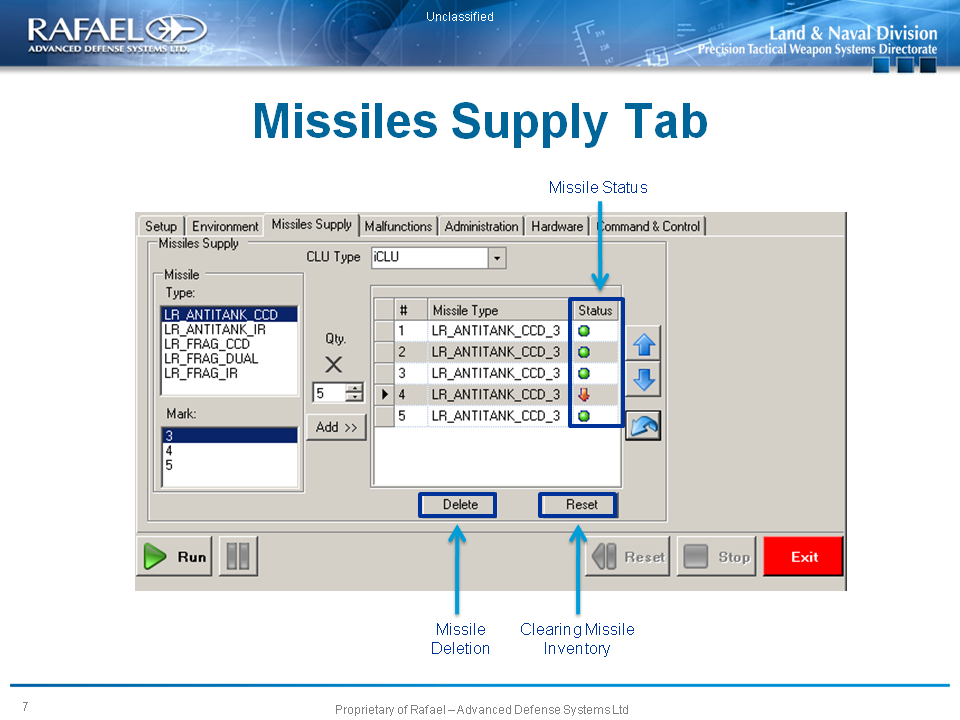 Unclassified
RAFAEL
ADVANCED DEFENSE SYSTEMS LTD.
Land & Naval Division
Precision Tactical Weapon Systems Directorate
Missiles Supply Tab
Missile Status
Setup Environment Missiles Supply Malfunctions Administration Hardware Command & Control
Missiles Supply
CLU Type iCLU
Missile
Type:
LR_ANTITANK_CCD
LR_ANTITANK_IR
LR_FRAG_CCD
LR_FRAG_DUAL
LR_FRAG_IR
Mark:
3
4
5
Qty.
X
5
Add >>
# Missile Type Status
1 LR_ANTITANK_CCD_3
2 LR_ANTITANK_CCD_3
3 LR_ANTITANK_CCD_3
4 LR_ANTITANK_CCD_3
5 LR_ANTITANK_CCD_3
Delete Reset
Run Reset Stop Exit
Missile
Deletion
Clearing Missile
Inventory
7
Proprietary of Rafael – Advanced Defense Systems Ltd